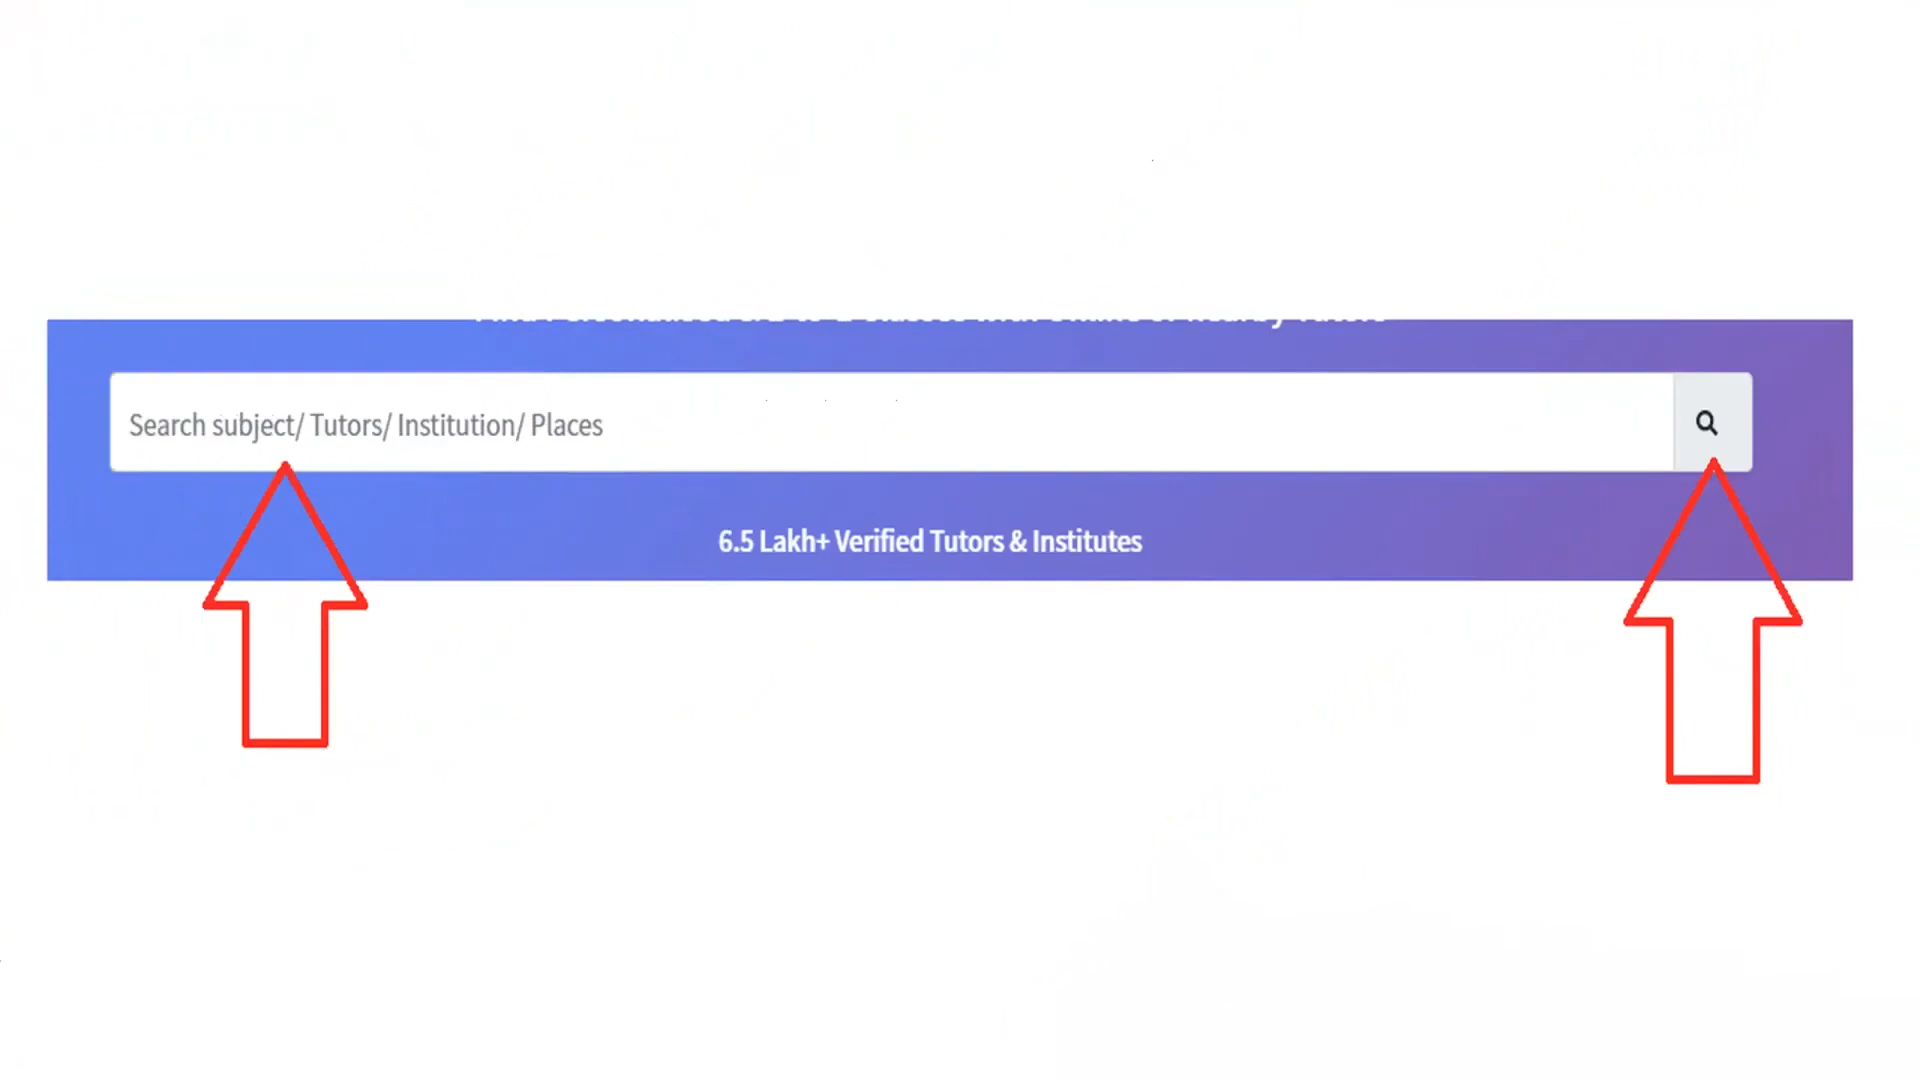 Search subject/ Tutors/ Institution/ Places
6.5 Lakh+ Verified Tutors & Institutes